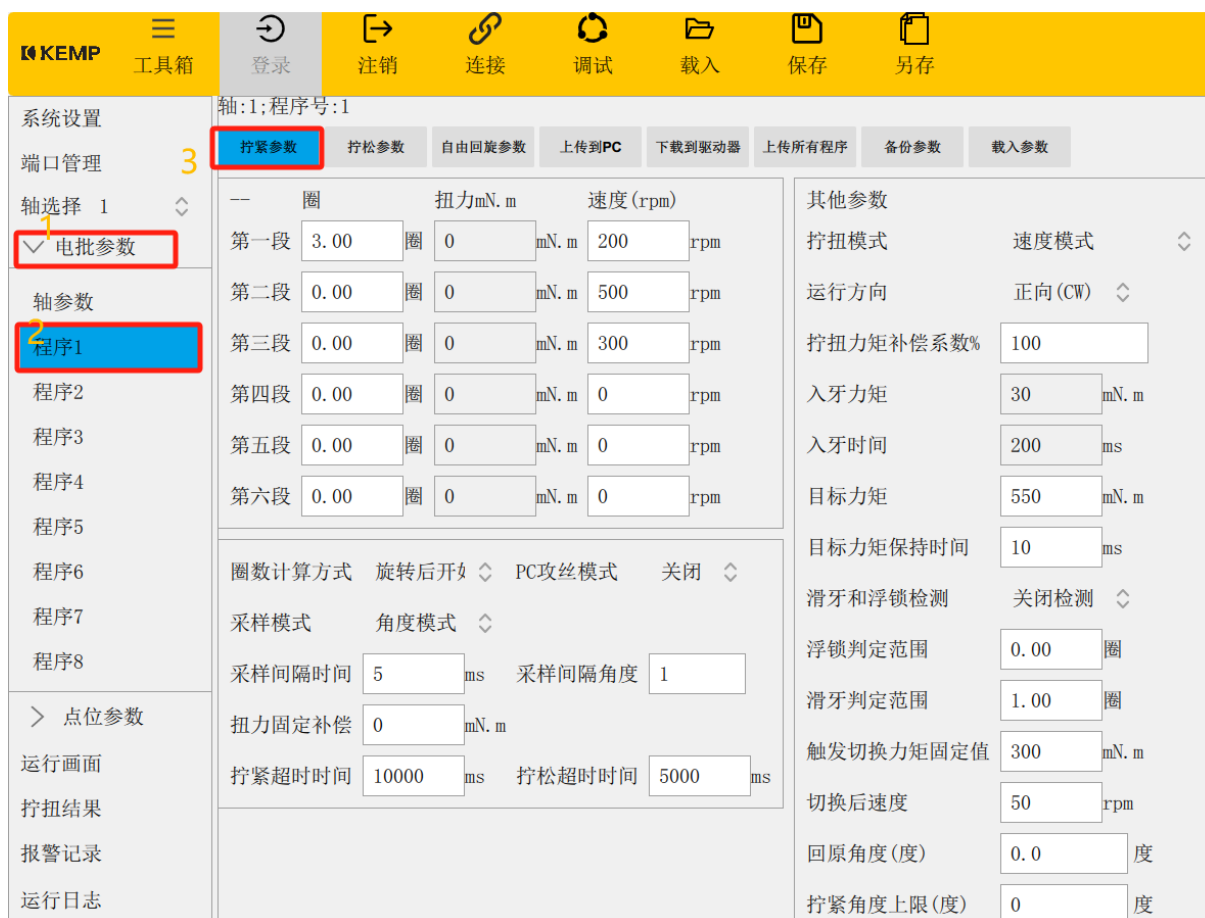 KEMP
工具箱 登录 注销 连接 调试 载入 保存 另存
系统设置
端口管理
轴选择 1
1
电批参数
轴参数
2
程序1
程序2
程序3
程序4
程序5
程序6
程序7
程序8
点位参数
运行画面
拧扭结果
报警记录
运行日志
轴:1;程序号:1
3
拧紧参数 拧松参数 自由回旋参数 上传到PC 下载到驱动器 上传所有程序 备份参数 载入参数
-- 圈 扭力mN.m 速度(rpm)
第一段 3.00 圈 0 mN.m 200 rpm
第二段 0.00 圈 0 mN.m 500 rpm
第三段 0.00 圈 0 mN.m 300 rpm
第四段 0.00 圈 0 mN.m 0 rpm
第五段 0.00 圈 0 mN.m 0 rpm
第六段 0.00 圈 0 mN.m 0 rpm
圈数计算方式 旋转后开始 PC攻丝模式 关闭
采样模式 角度模式
采样间隔时间 5 ms 采样间隔角度 1
扭力固定补偿 0 mN.m
拧紧超时时间 10000 ms 拧松超时时间 5000 ms
其他参数
拧扭模式 速度模式
运行方向 正向(CW)
拧扭力矩补偿系数% 100
入牙力矩 30 mN.m
入牙时间 200 ms
目标力矩 550 mN.m
目标力矩保持时间 10 ms
滑牙和浮锁检测 关闭检测
浮锁判定范围 0.00 圈
滑牙判定范围 1.00 圈
触发切换力矩固定值 300 mN.m
切换后速度 50 rpm
回原角度(度) 0.0 度
拧紧角度上限(度) 0 度